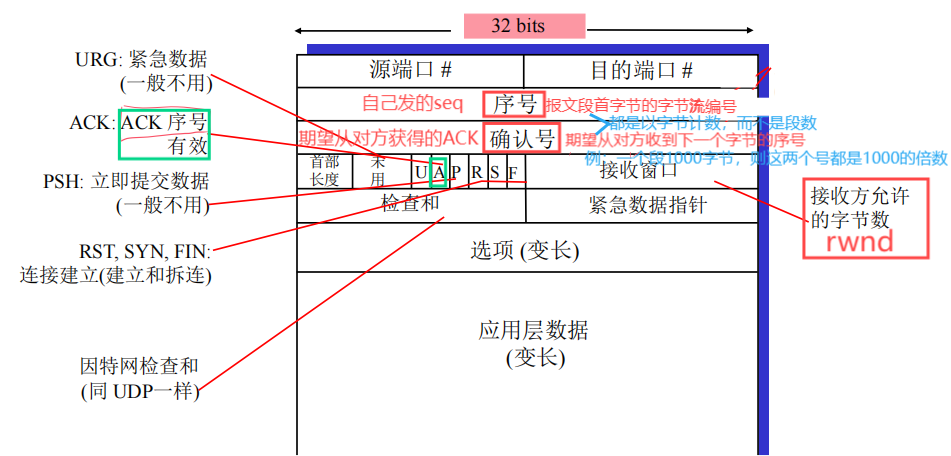 32 bits
URG: 紧急数据
(一般不用)
源端口 #
目的端口 #
自己发的seq
序号
报文段首字节的字节流编号
ACK: ACK 序号
有效
都是以字节计数，而不是段数
期望从对方获得的ACK
确认号
期望从对方收到下一个字节的序号
例，一个段1000字节，则这两个号都是1000的倍数
首部
长度
未
用
U A P R S F
接收窗口
PSH: 立即提交数据
(一般不用)
检查和
紧急数据指针
接收方允许
的字节数
rwnd
RST, SYN, FIN:
连接建立(建立和拆连)
选项 (变长)
应用层数据
(变长)
因特网检查和
(同 UDP一样)